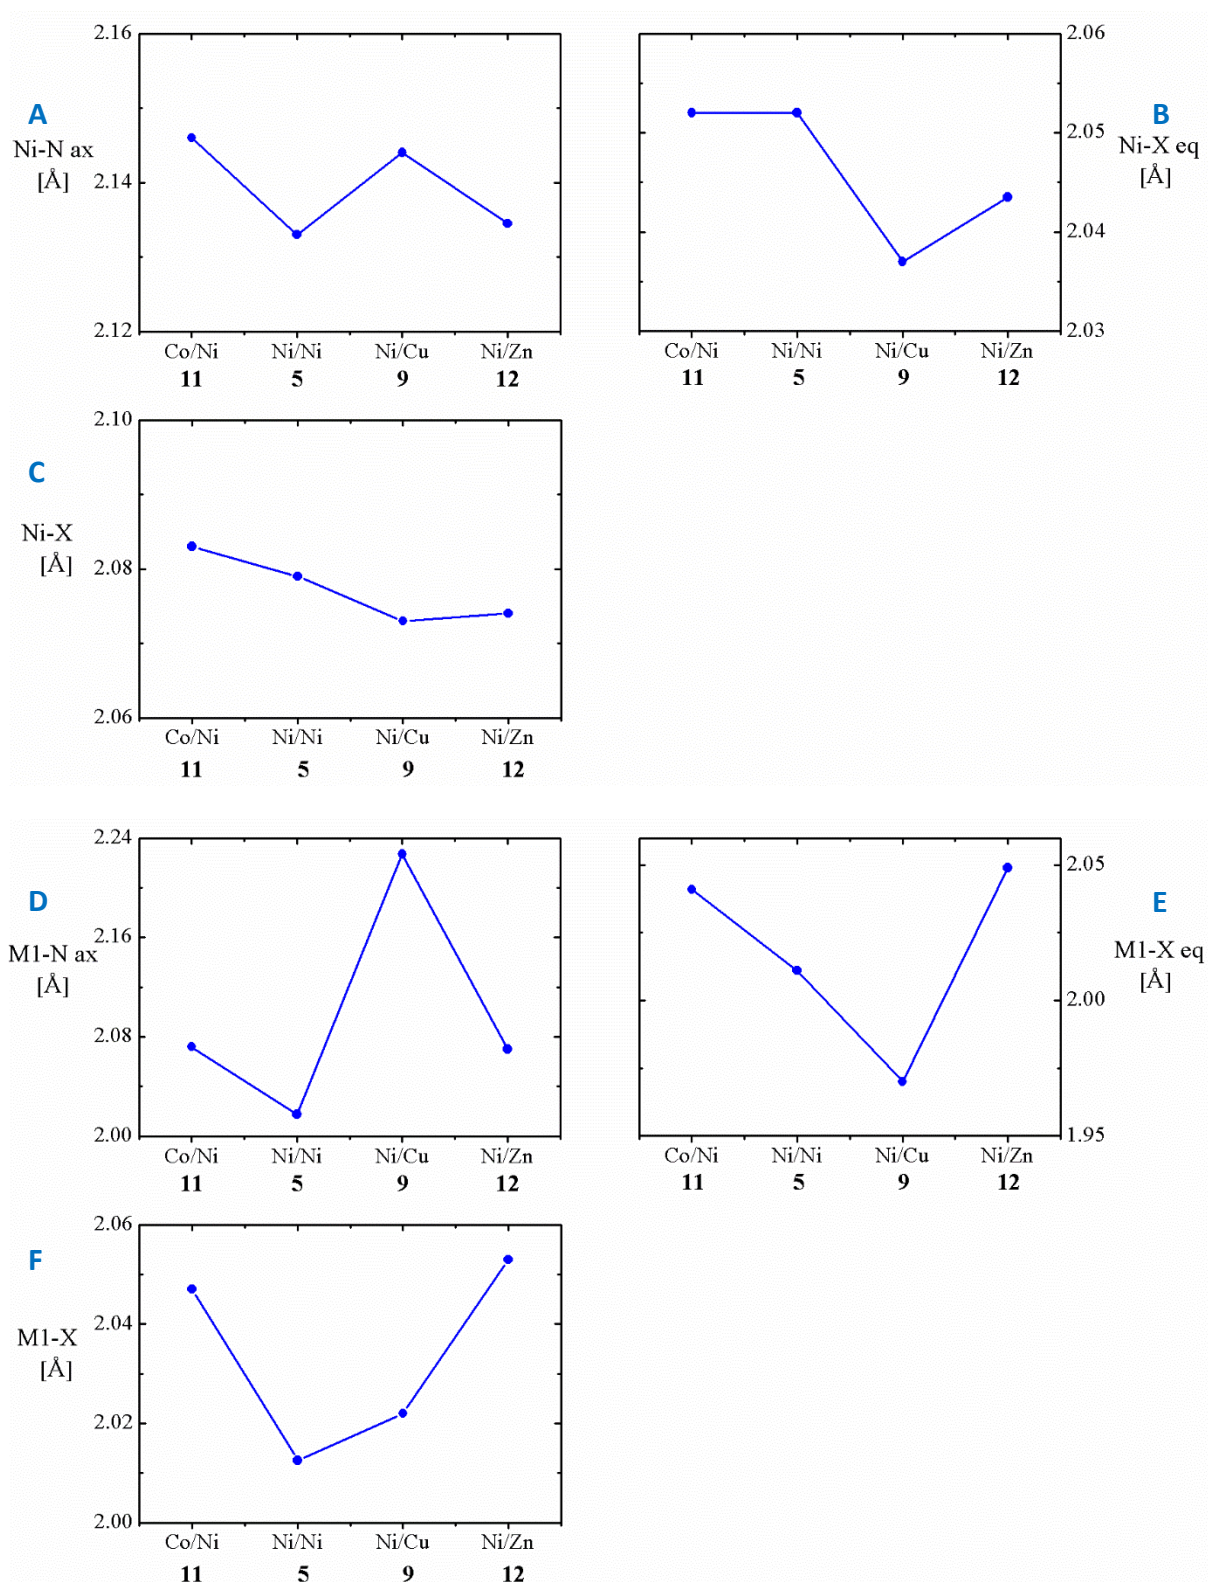 2.16
A
Ni-N ax
[Å]
2.14
2.12
Co/Ni Ni/Ni Ni/Cu Ni/Zn
11 5 9 12
2.06
B
2.05
Ni-X eq
[Å]
2.04
2.03
Co/Ni Ni/Ni Ni/Cu Ni/Zn
11 5 9 12
2.10
C
Ni-X
[Å]
2.08
2.06
Co/Ni Ni/Ni Ni/Cu Ni/Zn
11 5 9 12
2.24
D
2.16
M1-N ax
[Å]
2.08
2.00
Co/Ni Ni/Ni Ni/Cu Ni/Zn
11 5 9 12
2.05
E
M1-X eq
[Å]
2.00
1.95
Co/Ni Ni/Ni Ni/Cu Ni/Zn
11 5 9 12
2.06
F
2.04
M1-X
[Å]
2.02
2.00
Co/Ni Ni/Ni Ni/Cu Ni/Zn
11 5 9 12